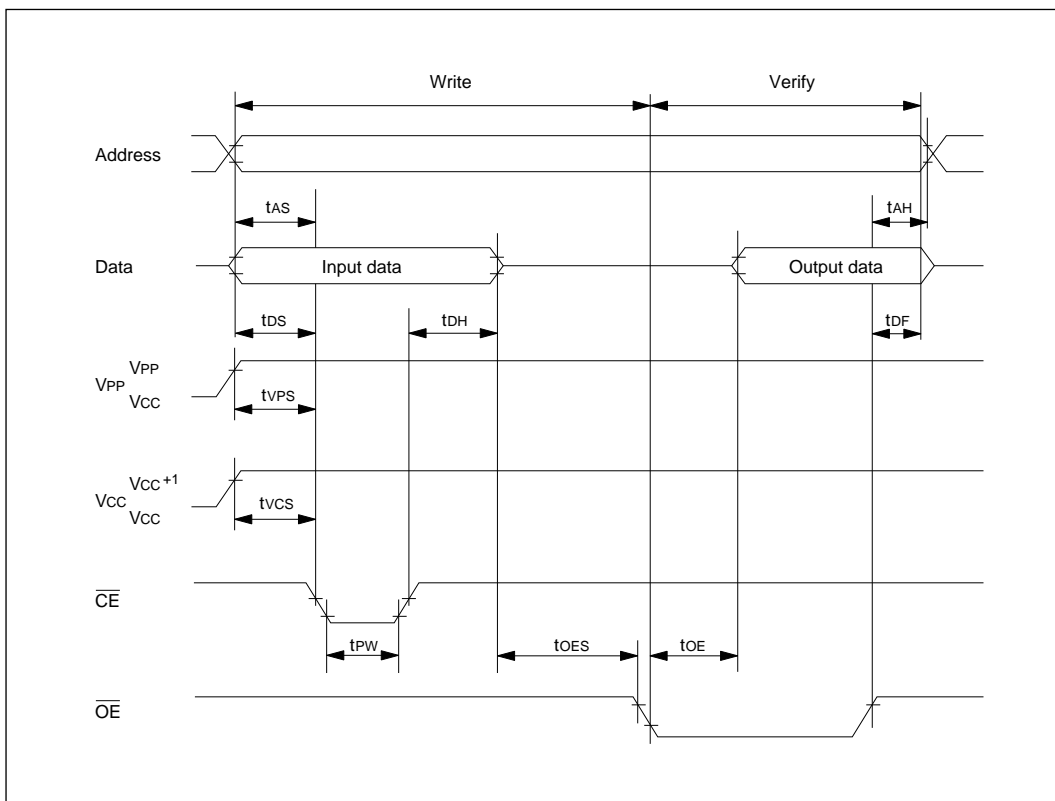 Write Verify
Address
tAS tAH
Data Input data Output data
tDS tDH tDF
VPP VPP
VCC
tVPS
VCC VCC+1
VCC
tVCS
CE
tPW tOES tOE
OE